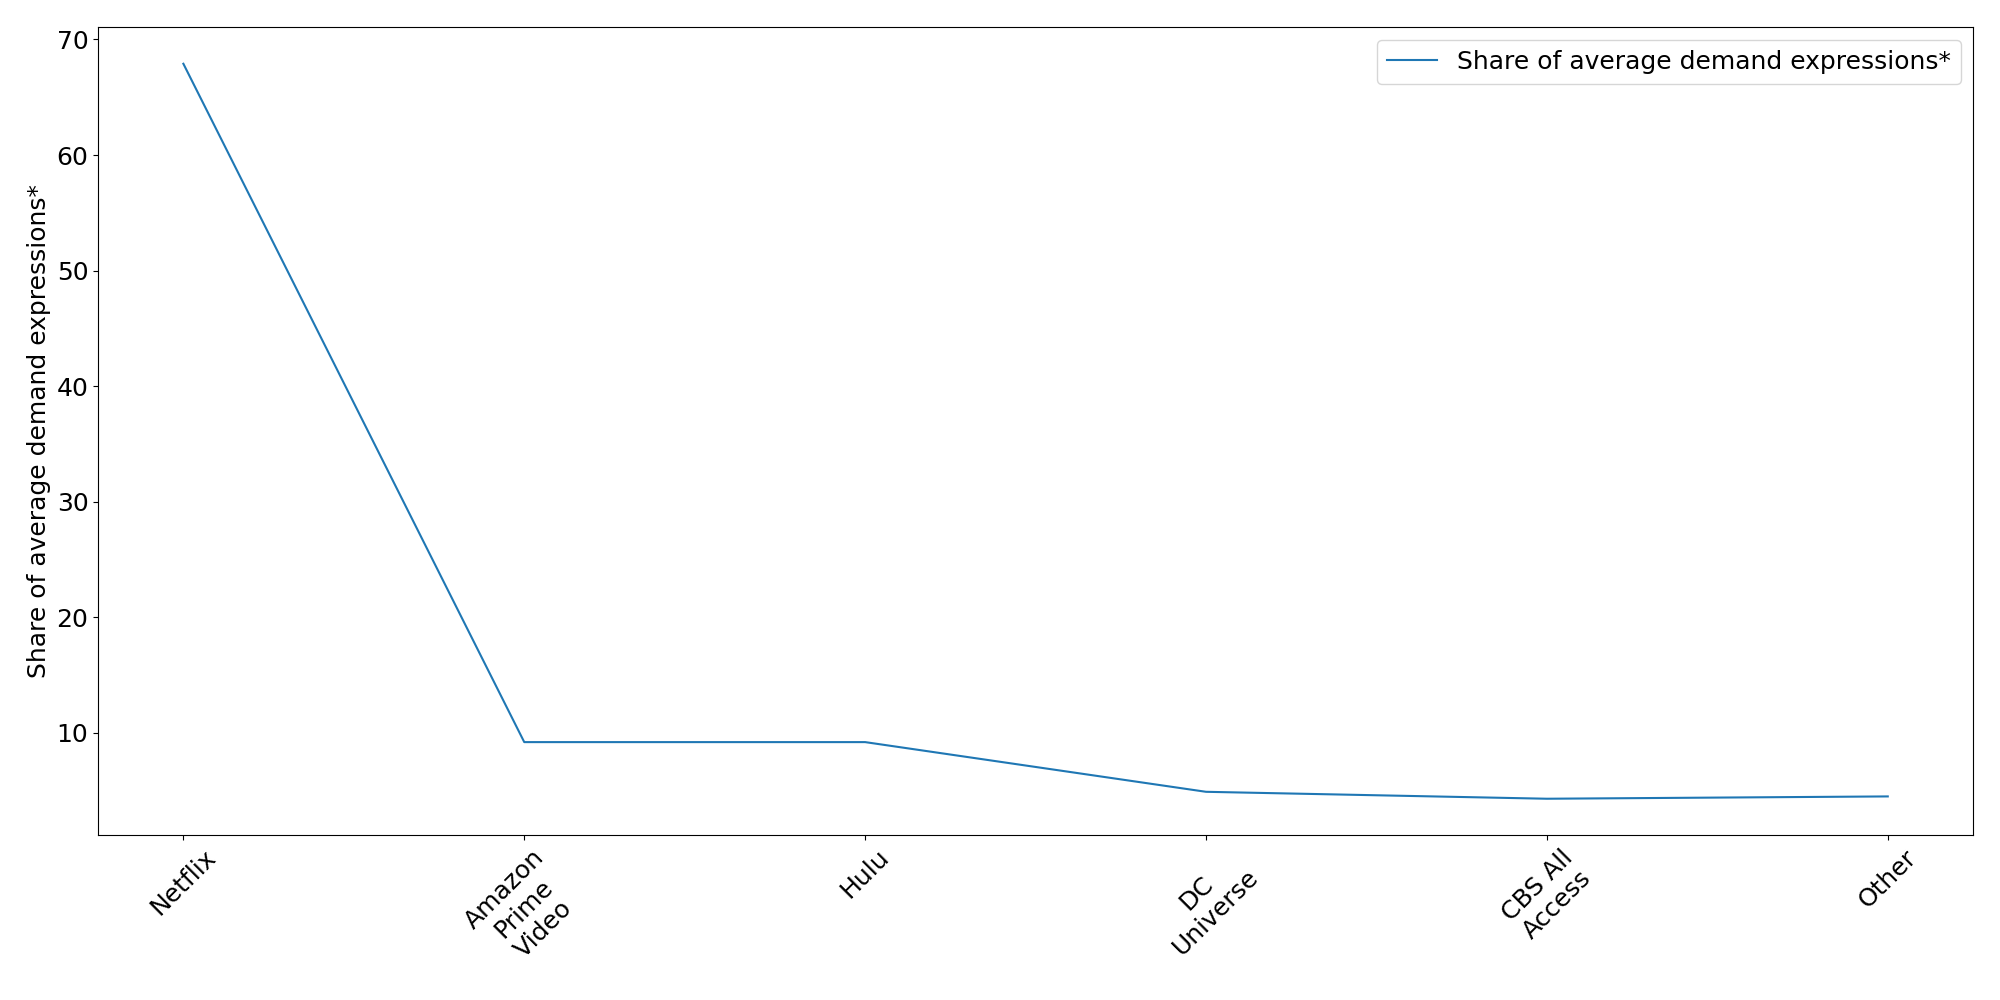 Share of average demand expressions*
Share of average demand expressions*
70
60
50
40
30
20
10
Netflix
Amazon
Prime
Video
Hulu
DC
Universe
CBS All
Access
Other